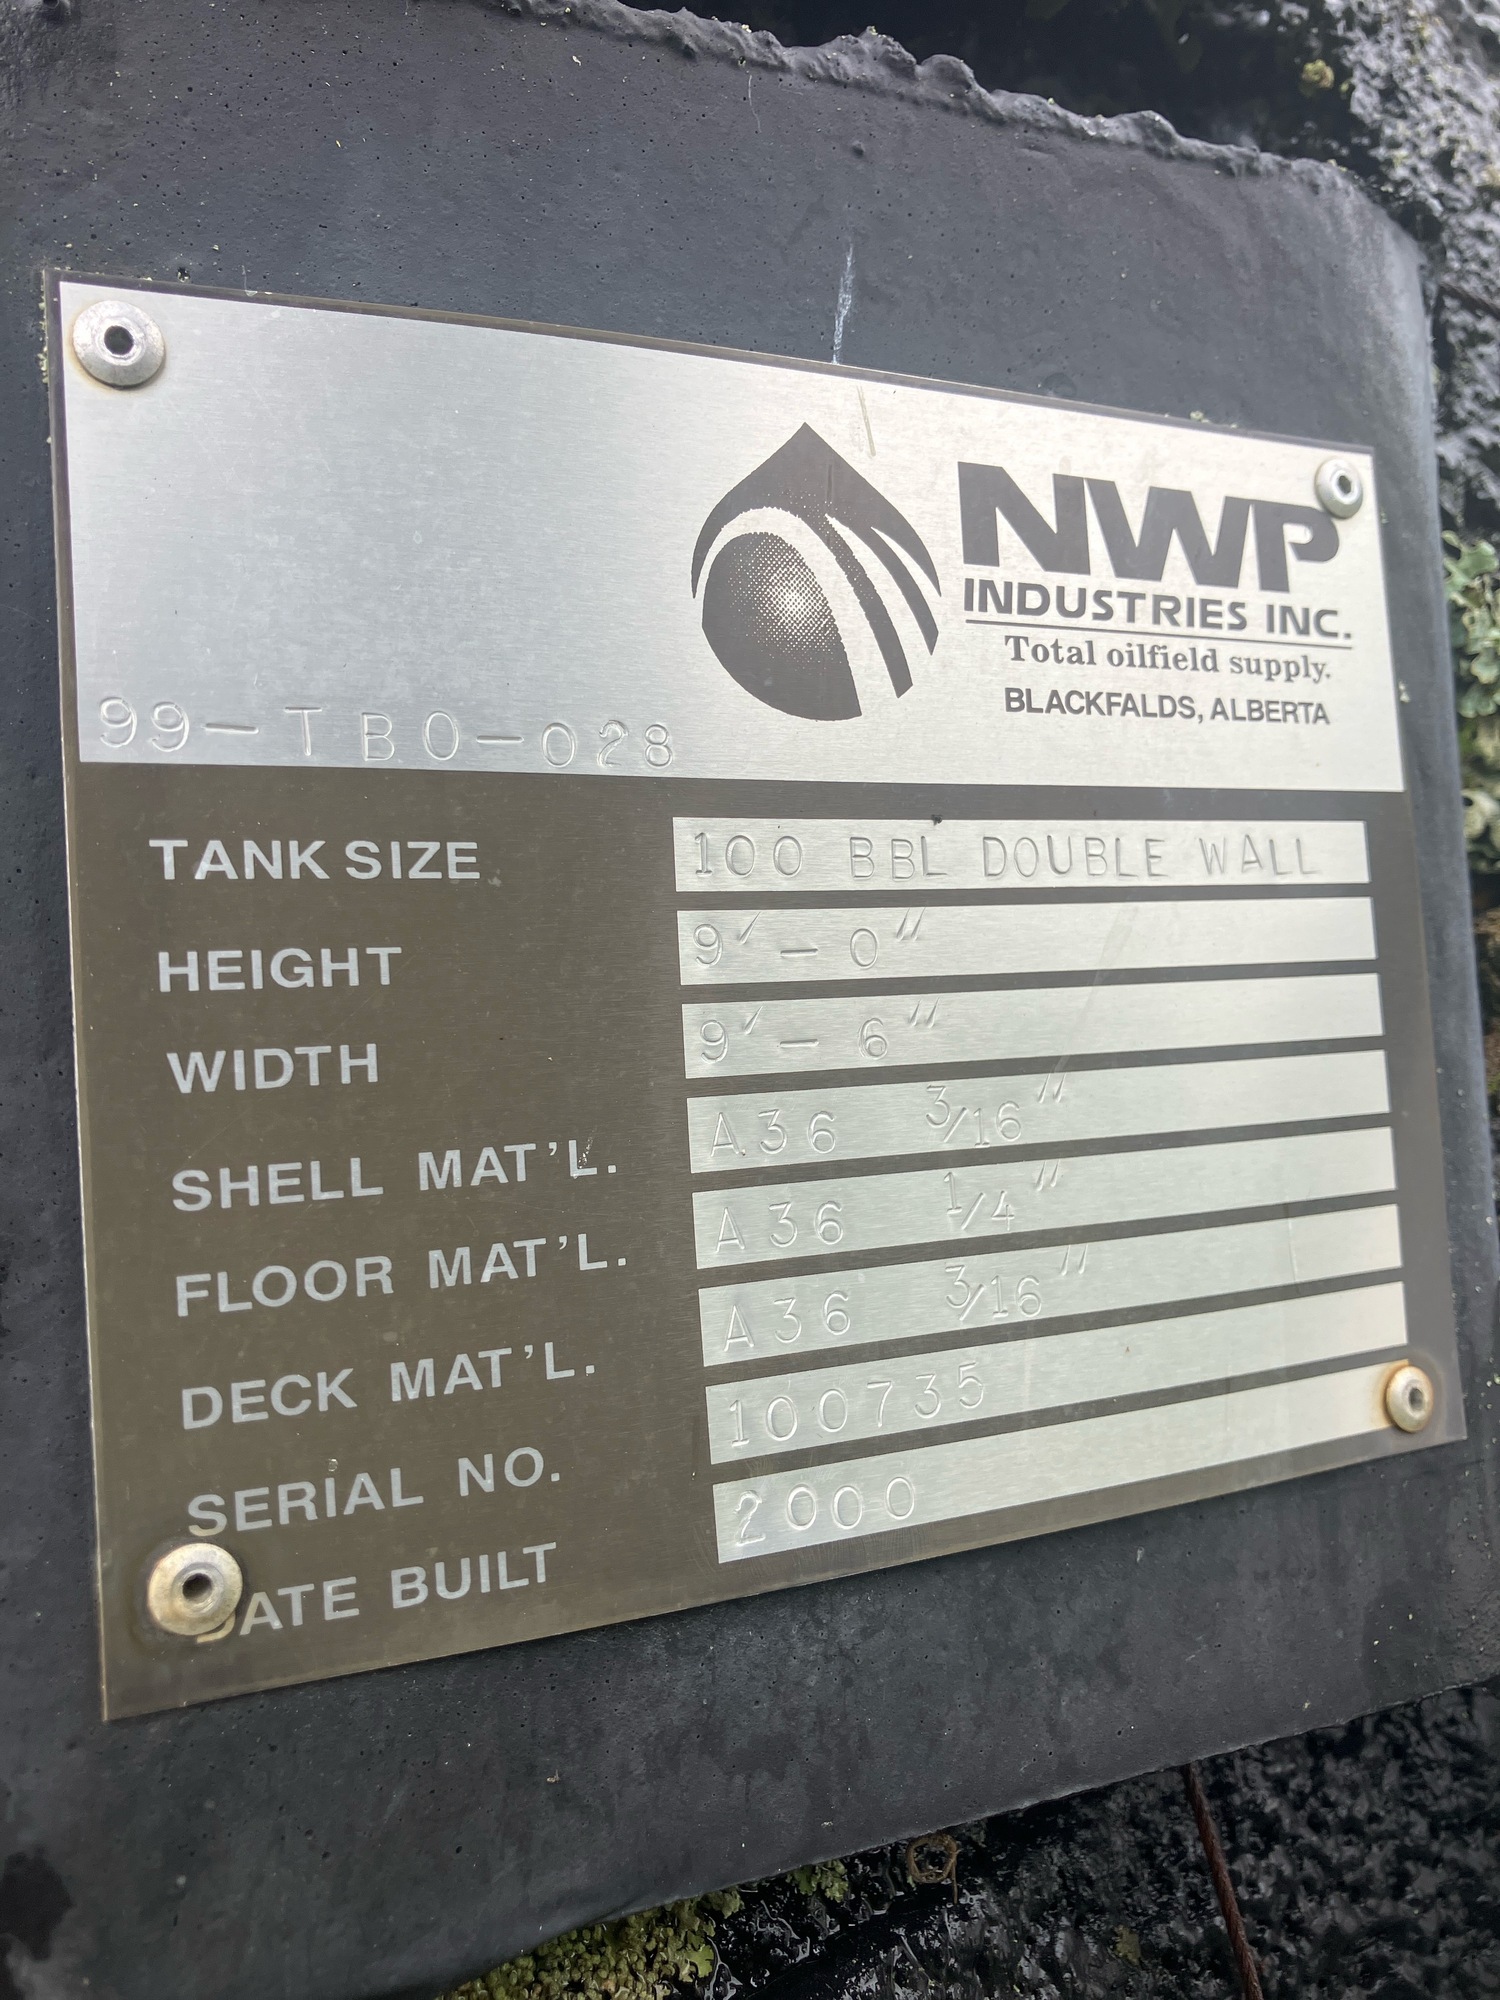 NWP
INDUSTRIES INC.
Total oilfield supply.
BLACKFALDS, ALBERTA
99-TBO-028
TANK SIZE 100 BBL DOUBLE WALL
HEIGHT 9'-0"
WIDTH 9'-6"
SHELL MAT'L. A36 3/16"
FLOOR MAT'L. A36 1/4"
DECK MAT'L. A36 3/16"
SERIAL NO. 100735
DATE BUILT 2000